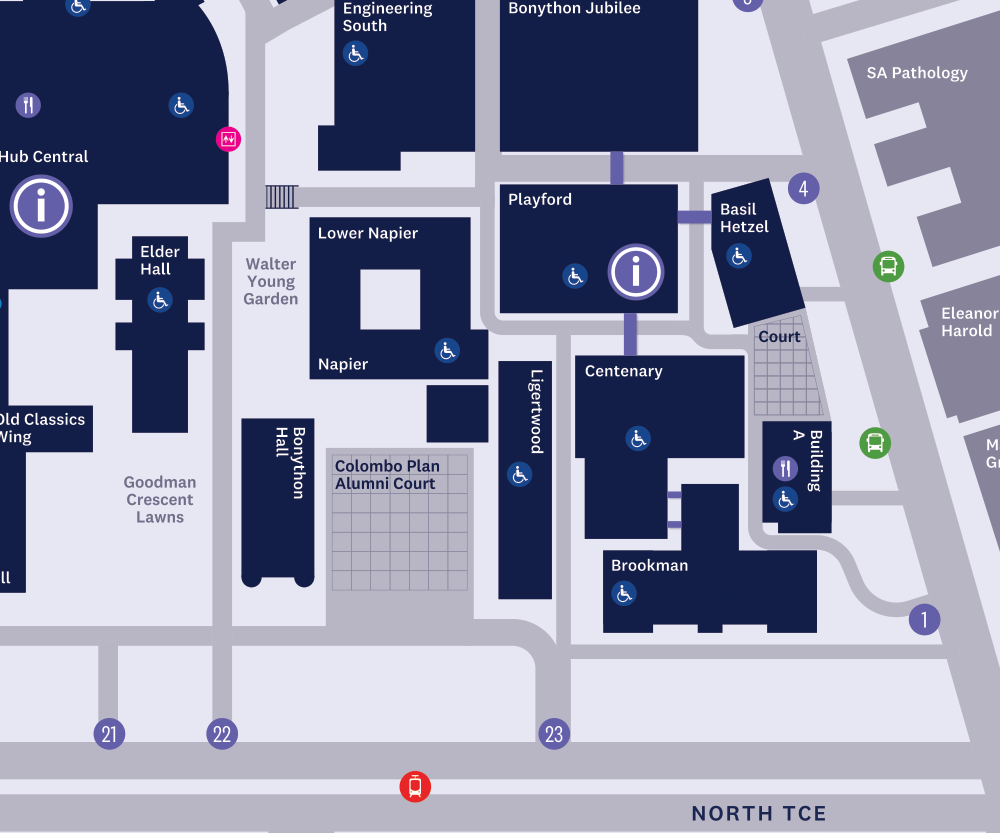 Engineering
South
Bonython Jubilee
SA Pathology
Hub Central
i
4
Playford
Basil
Hetzel
i
Elder
Hall
Lower Napier
Walter
Young
Garden
Eleanor
Harold
Court
Napier
Centenary
Ligertwood
Old Classics
Wing
Bonython
Hall
Building
A
Colombo Plan
Alumni Court
Goodman
Crescent
Lawns
Brookman
ll
1
21
22
23
NORTH TCE